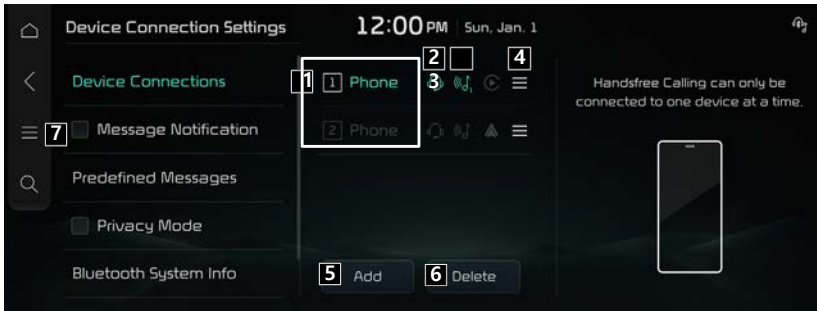 Device Connection Settings
12:00 PM Sun, Jan. 1
2
4
Device Connections
1
1 Phone
3
Handsfree Calling can only be
connected to one device at a time.
7
Message Notification
2 Phone
Predefined Messages
Privacy Mode
Bluetooth System Info
5 Add
6 Delete